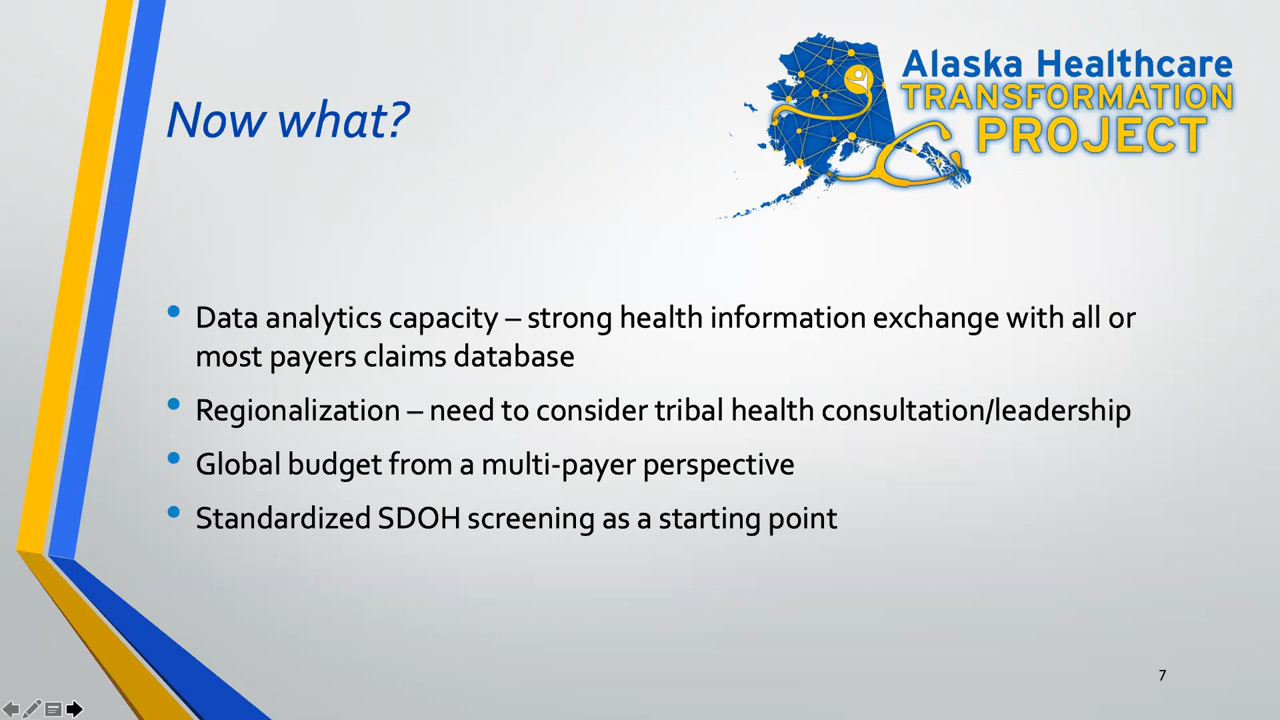 Now what?
Alaska Healthcare
TRANSFORMATION
PROJECT
• Data analytics capacity – strong health information exchange with all or
most payers claims database
• Regionalization – need to consider tribal health consultation/leadership
• Global budget from a multi-payer perspective
• Standardized SDOH screening as a starting point
7